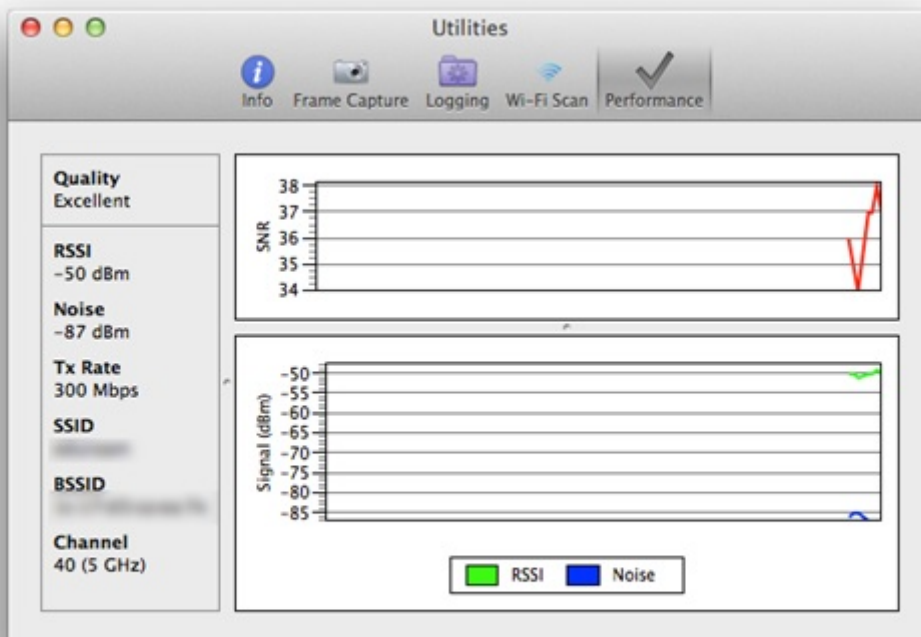 Utilities
Info
Frame Capture
Logging
Wi-Fi Scan
Performance
Quality
Excellent
RSSI
-50 dBm
Noise
-87 dBm
Tx Rate
300 Mbps
SSID
BSSID
Channel
40 (5 GHz)
SNR
38
37
36
35
34
Signal (dBm)
-50
-55
-60
-65
-70
-75
-80
-85
RSSI
Noise